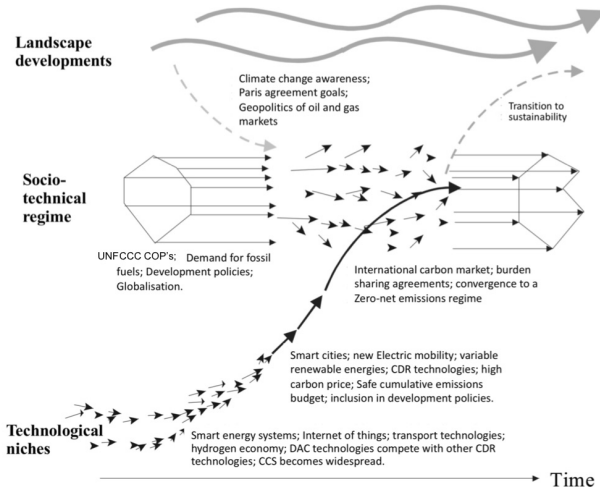 Landscape
developments
Climate change awareness;
Paris agreement goals;
Geopolitics of oil and gas
markets
Transition to
sustainability
Socio-
technical
regime
UNFCCC COP's; Demand for fossil
fuels; Development policies;
Globalisation.
International carbon market; burden
sharing agreements; convergence to a
Zero-net emissions regime
Smart cities; new Electric mobility; variable
renewable energies; CDR technologies; high
carbon price; Safe cumulative emissions
budget; inclusion in development policies.
Technological
niches
Smart energy systems; Internet of things; transport technologies;
hydrogen economy; DAC technologies compete with other CDR
technologies; CCS becomes widespread.
Time